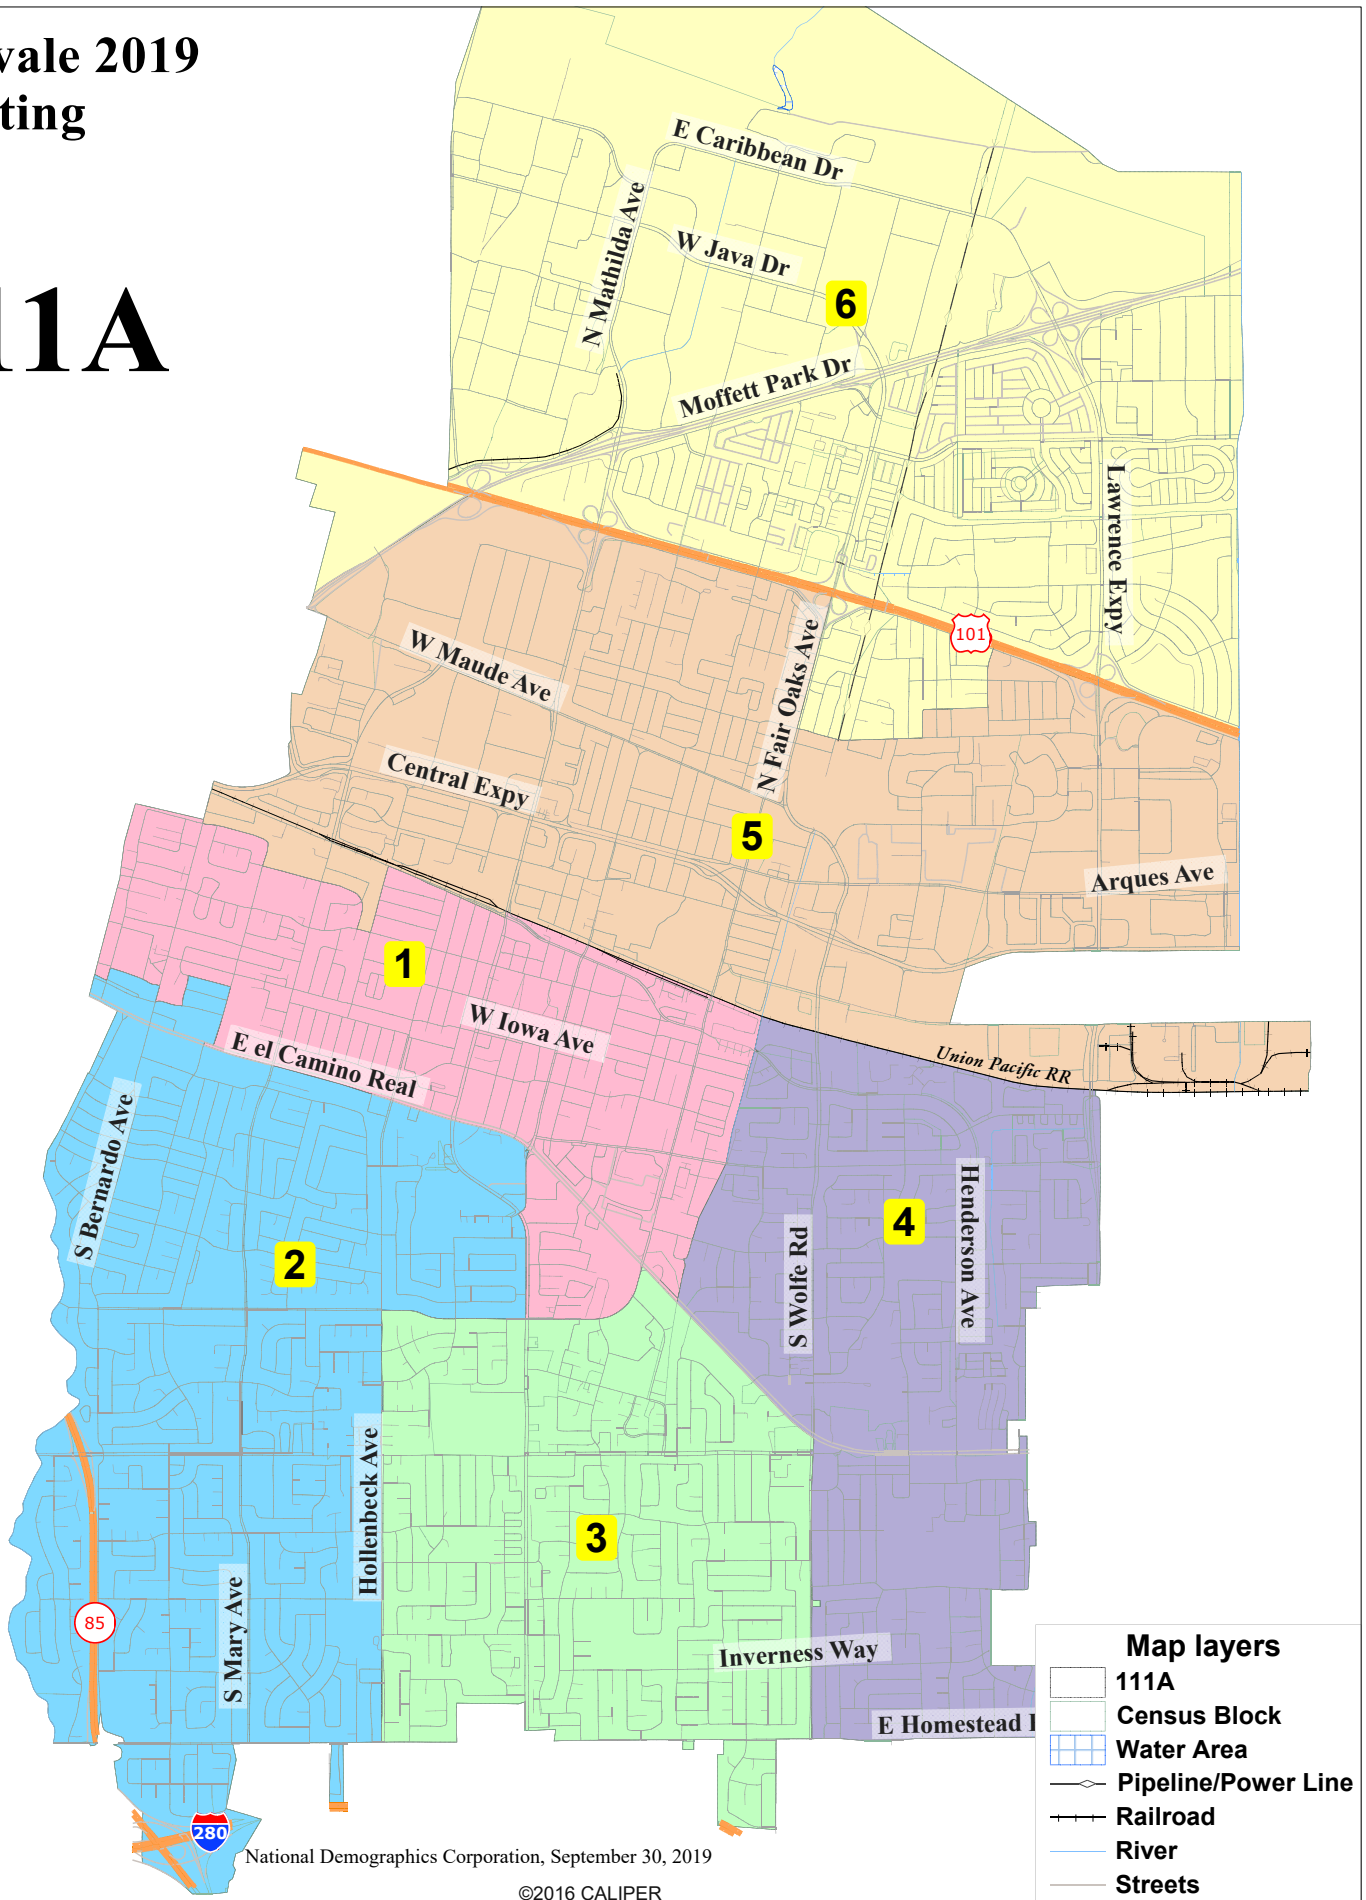 vale 2019
ting
11A
E Caribbean Dr
N Mathilda Ave
W Java Dr
6
Moffett Park Dr
Lawrence Expy
101
W Maude Ave
N Fair Oaks Ave
Central Expy
5
Arques Ave
1
W Iowa Ave
E el Camino Real
Union Pacific RR
S Bernardo Ave
Henderson Ave
4
S Wolfe Rd
2
Hollenbeck Ave
3
85
S Mary Ave
Inverness Way
E Homestead
280
Map layers
111A
Census Block
Water Area
Pipeline/Power Line
Railroad
River
Streets
National Demographics Corporation, September 30, 2019
©2016 CALIPER